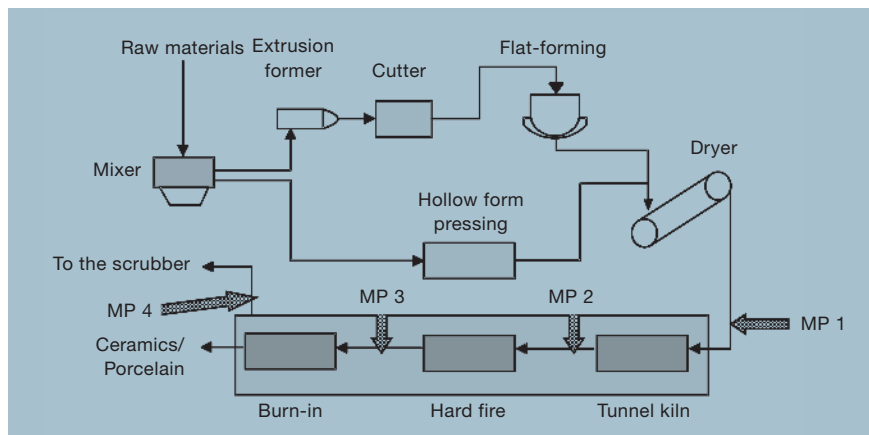 Raw materials
Extrusion
former
Cutter
Flat-forming
Mixer
Hollow form
pressing
Dryer
To the scrubber
MP 4
MP 3
MP 2
MP 1
Ceramics/
Porcelain
Burn-in
Hard fire
Tunnel kiln